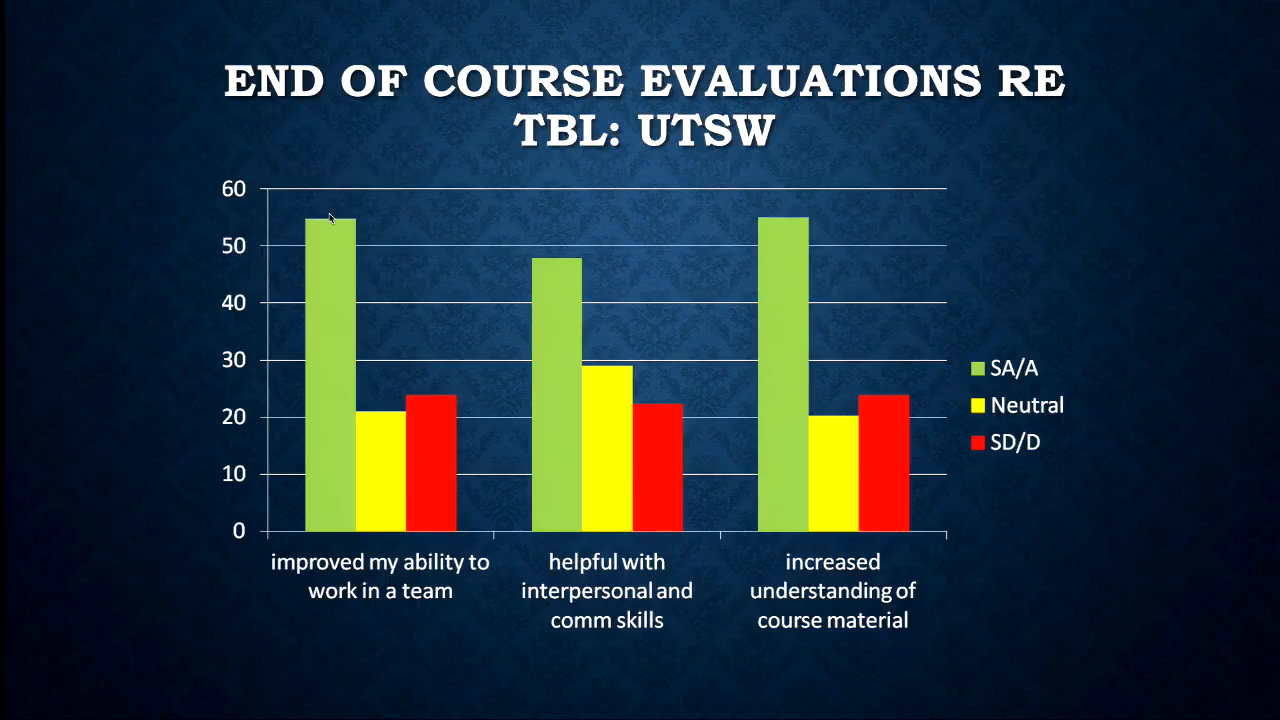 END OF COURSE EVALUATIONS RE
TBL: UTSW
60
50
40
30
20
10
0
improved my ability to
work in a team
helpful with
interpersonal and
comm skills
increased
understanding of
course material
SA/A
Neutral
SD/D